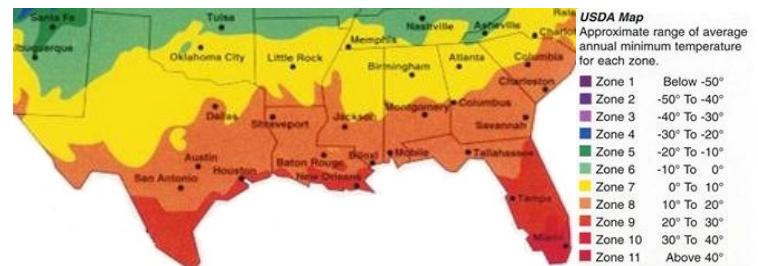 Santa Fe
Tulsa
Nashville
Asheville
Rale
lbuquerque
Oklahoma City
Little Rock
Memphis
Charlot
Birmingham
Atlanta
Columbia
Charleston
Dallas
Shreveport
Jackson
Montgomery
Columbus
Savannah
Austin
San Antonio
Houston
Baton Rouge
Biloxi
Mobile
Tallahassee
New Orleans
Tampa
Miami
USDA Map
Approximate range of average
annual minimum temperature
for each zone.
Zone 1 Below -50°
Zone 2 -50° To -40°
Zone 3 -40° To -30°
Zone 4 -30° To -20°
Zone 5 -20° To -10°
Zone 6 -10° To 0°
Zone 7 0° To 10°
Zone 8 10° To 20°
Zone 9 20° To 30°
Zone 10 30° To 40°
Zone 11 Above 40°